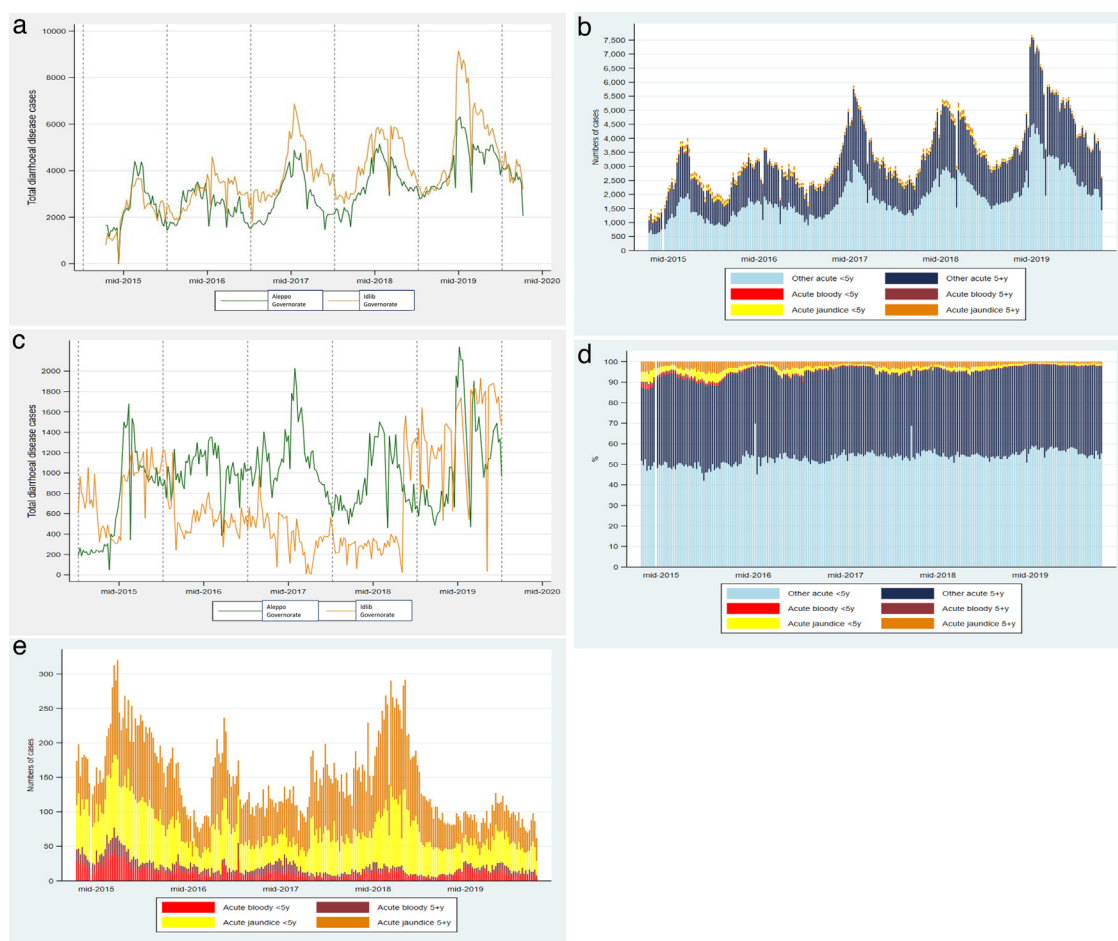 a
Total diarrhoeal disease cases
10000
8000
6000
4000
2000
0
mid-2015
mid-2016
mid-2017
mid-2018
mid-2019
mid-2020
Aleppo
Governorate
Idlib
Governorate
b
Numbers of cases
7,500
7,000
6,500
6,000
5,500
5,000
4,500
4,000
3,500
3,000
2,500
2,000
1,500
1,000
500
mid-2015
mid-2016
mid-2017
mid-2018
mid-2019
Other acute <5y
Other acute 5+y
Acute bloody <5y
Acute bloody 5+y
Acute jaundice <5y
Acute jaundice 5+y
c
Total diarrhoeal disease cases
2000
1800
1600
1400
1200
1000
800
600
400
200
0
mid-2015
mid-2016
mid-2017
mid-2018
mid-2019
mid-2020
Aleppo
Governorate
Idlib
Governorate
d
%
100
90
80
70
60
50
40
30
20
10
0
mid-2015
mid-2016
mid-2017
mid-2018
mid-2019
Other acute <5y
Other acute 5+y
Acute bloody <5y
Acute bloody 5+y
Acute jaundice <5y
Acute jaundice 5+y
e
Numbers of cases
300
250
200
150
100
50
0
mid-2015
mid-2016
mid-2017
mid-2018
mid-2019
Acute bloody <5y
Acute bloody 5+y
Acute jaundice <5y
Acute jaundice 5+y